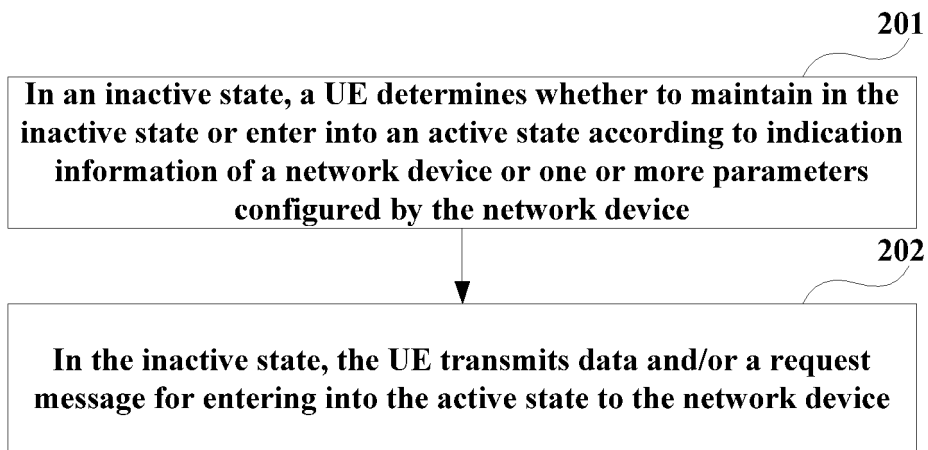 201
In an inactive state, a UE determines whether to maintain in the
inactive state or enter into an active state according to indication
information of a network device or one or more parameters
configured by the network device
202
In the inactive state, the UE transmits data and/or a request
message for entering into the active state to the network device